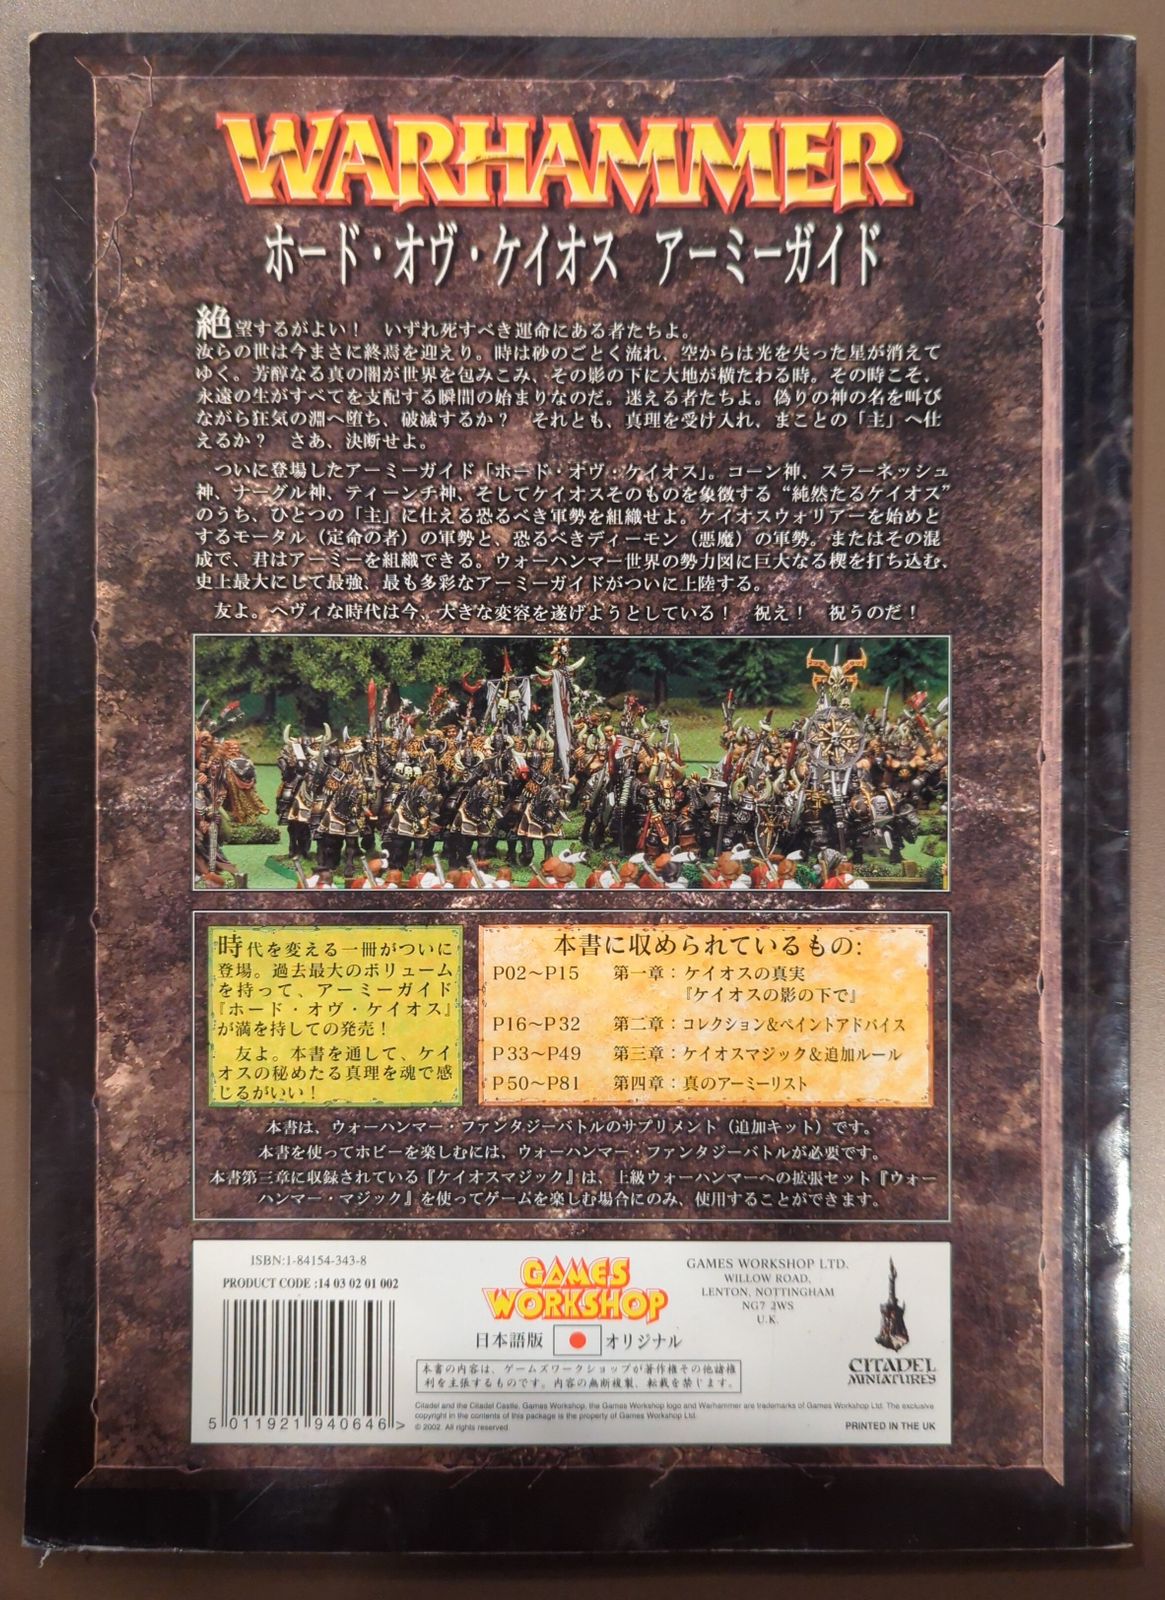 WARHAMMER
ホード・オヴ・ケイオス　アーミーガイド
絶望するがよい！　いずれ死すべき運命にある者たちよ。
汝らの世は今まさに終焉を迎えり。時は砂のごとく流れ、空からは光を失った星が消えて
ゆく。芳醇なる真の闇が世界を包みこみ、その影の下に大地が横たわる時。その時こそ、
永遠の生がすべてを支配する瞬間の始まりなのだ。迷える者たちよ。偽りの神の名を叫び
ながら狂気の淵へ堕ち、破滅するか？　それとも、真理を受け入れ、まことの「主」へ仕
えるか？　さあ、決断せよ。
ついに登場したアーミーガイド「ホード・オヴ・ケイオス」。コーン神、スラーネッシュ
神、ナーグル神、ティーンチ神、そしてケイオスそのものを象徴する“純然たるケイオス”
のうち、ひとつの「主」に仕える恐るべき軍勢を組織せよ。ケイオスウォリアーを始めと
するモータル（定命の者）の軍勢と、恐るべきディーモン（悪魔）の軍勢。またはその混
成で、君はアーミーを組織できる。ウォーハンマー世界の勢力図に巨大なる楔を打ち込む、
史上最大にして最強、最も多彩なアーミーガイドがついに上陸する。
友よ。ヘヴィな時代は今、大きな変容を遂げようとしている！　祝え！　祝うのだ！
時代を変える一冊がついに
登場。過去最大のボリューム
を持って、アーミーガイド
『ホード・オヴ・ケイオス』
が満を持しての発売！
友よ。本書を通して、ケイ
オスの秘めたる真理を魂で感
じるがいい！
本書に収められているもの:
P02～P15　第一章：ケイオスの真実
『ケイオスの影の下で』
P16～P32　第二章：コレクション&ペイントアドバイス
P33～P49　第三章：ケイオスマジック&追加ルール
P50～P81　第四章：真のアーミーリスト
本書は、ウォーハンマー・ファンタジーバトルのサプリメント（追加キット）です。
本書を使ってホビーを楽しむには、ウォーハンマー・ファンタジーバトルが必要です。
本書第三章に収録されている『ケイオスマジック』は、上級ウォーハンマーへの拡張セット『ウォー
ハンマー・マジック』を使ってゲームを楽しむ場合にのみ、使用することができます。
ISBN:1-84154-343-8
PRODUCT CODE :14 03 02 01 002
5 011921 940646 >
GAMES
WORKSHOP
日本語版 オリジナル
本書の内容は、ゲームズワークショップが著作権その他諸権
利を主張するものです。内容の無断複製、転載を禁じます。
GAMES WORKSHOP LTD.
WILLOW ROAD,
LENTON, NOTTINGHAM
NG7 2WS
U.K.
CITADEL
MINIATURES
Citadel and the Citadel Castle, Games Workshop, the Games Workshop logo and Warhammer are trademarks of Games Workshop Ltd. The exclusive
copyright in the contents of this package is the property of Games Workshop Ltd.
© 2002. All rights reserved.
PRINTED IN THE UK